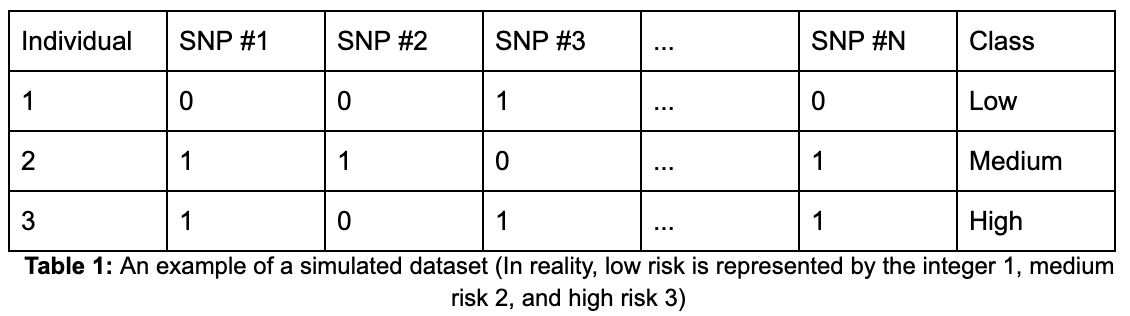 Individual SNP #1 SNP #2 SNP #3 ... SNP #N Class
1 0 0 1 ... 0 Low
2 1 1 0 ... 1 Medium
3 1 0 1 ... 1 High
Table 1: An example of a simulated dataset (In reality, low risk is represented by the integer 1, medium
risk 2, and high risk 3)